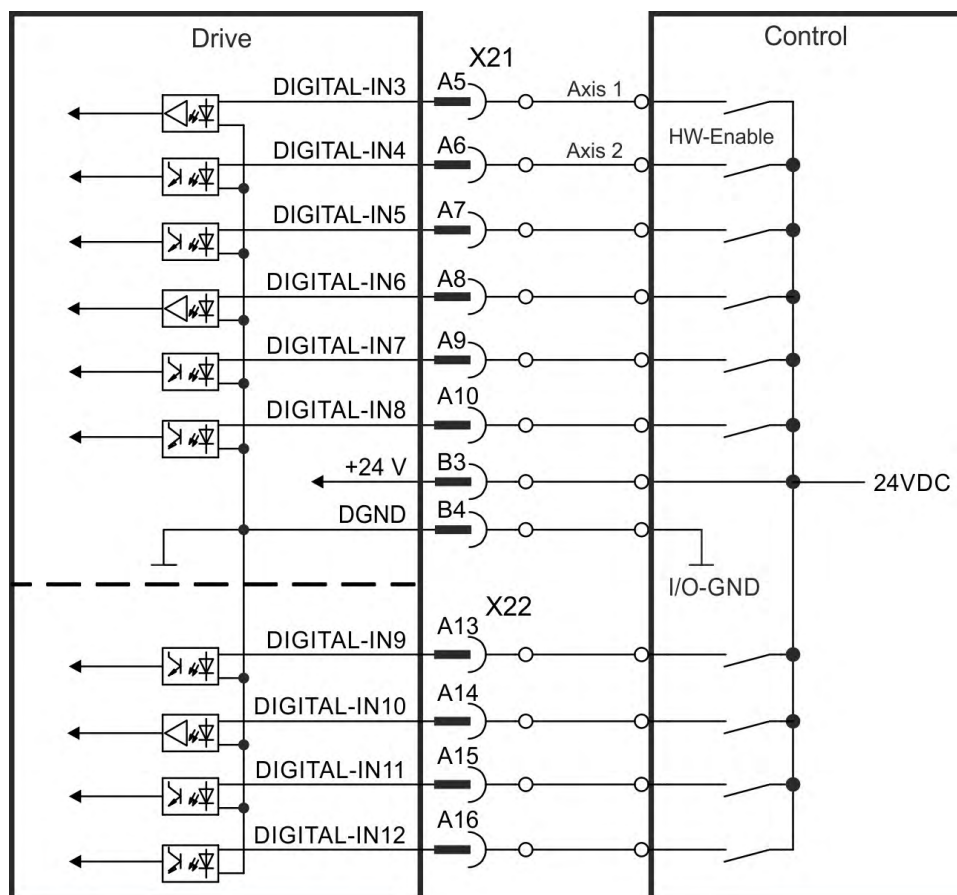 Drive
Control
X21
DIGITAL-IN3 A5 Axis 1
HW-Enable
DIGITAL-IN4 A6 Axis 2
DIGITAL-IN5 A7
DIGITAL-IN6 A8
DIGITAL-IN7 A9
DIGITAL-IN8 A10
+24 V B3 24VDC
DGND B4
I/O-GND
X22
DIGITAL-IN9 A13
DIGITAL-IN10 A14
DIGITAL-IN11 A15
DIGITAL-IN12 A16